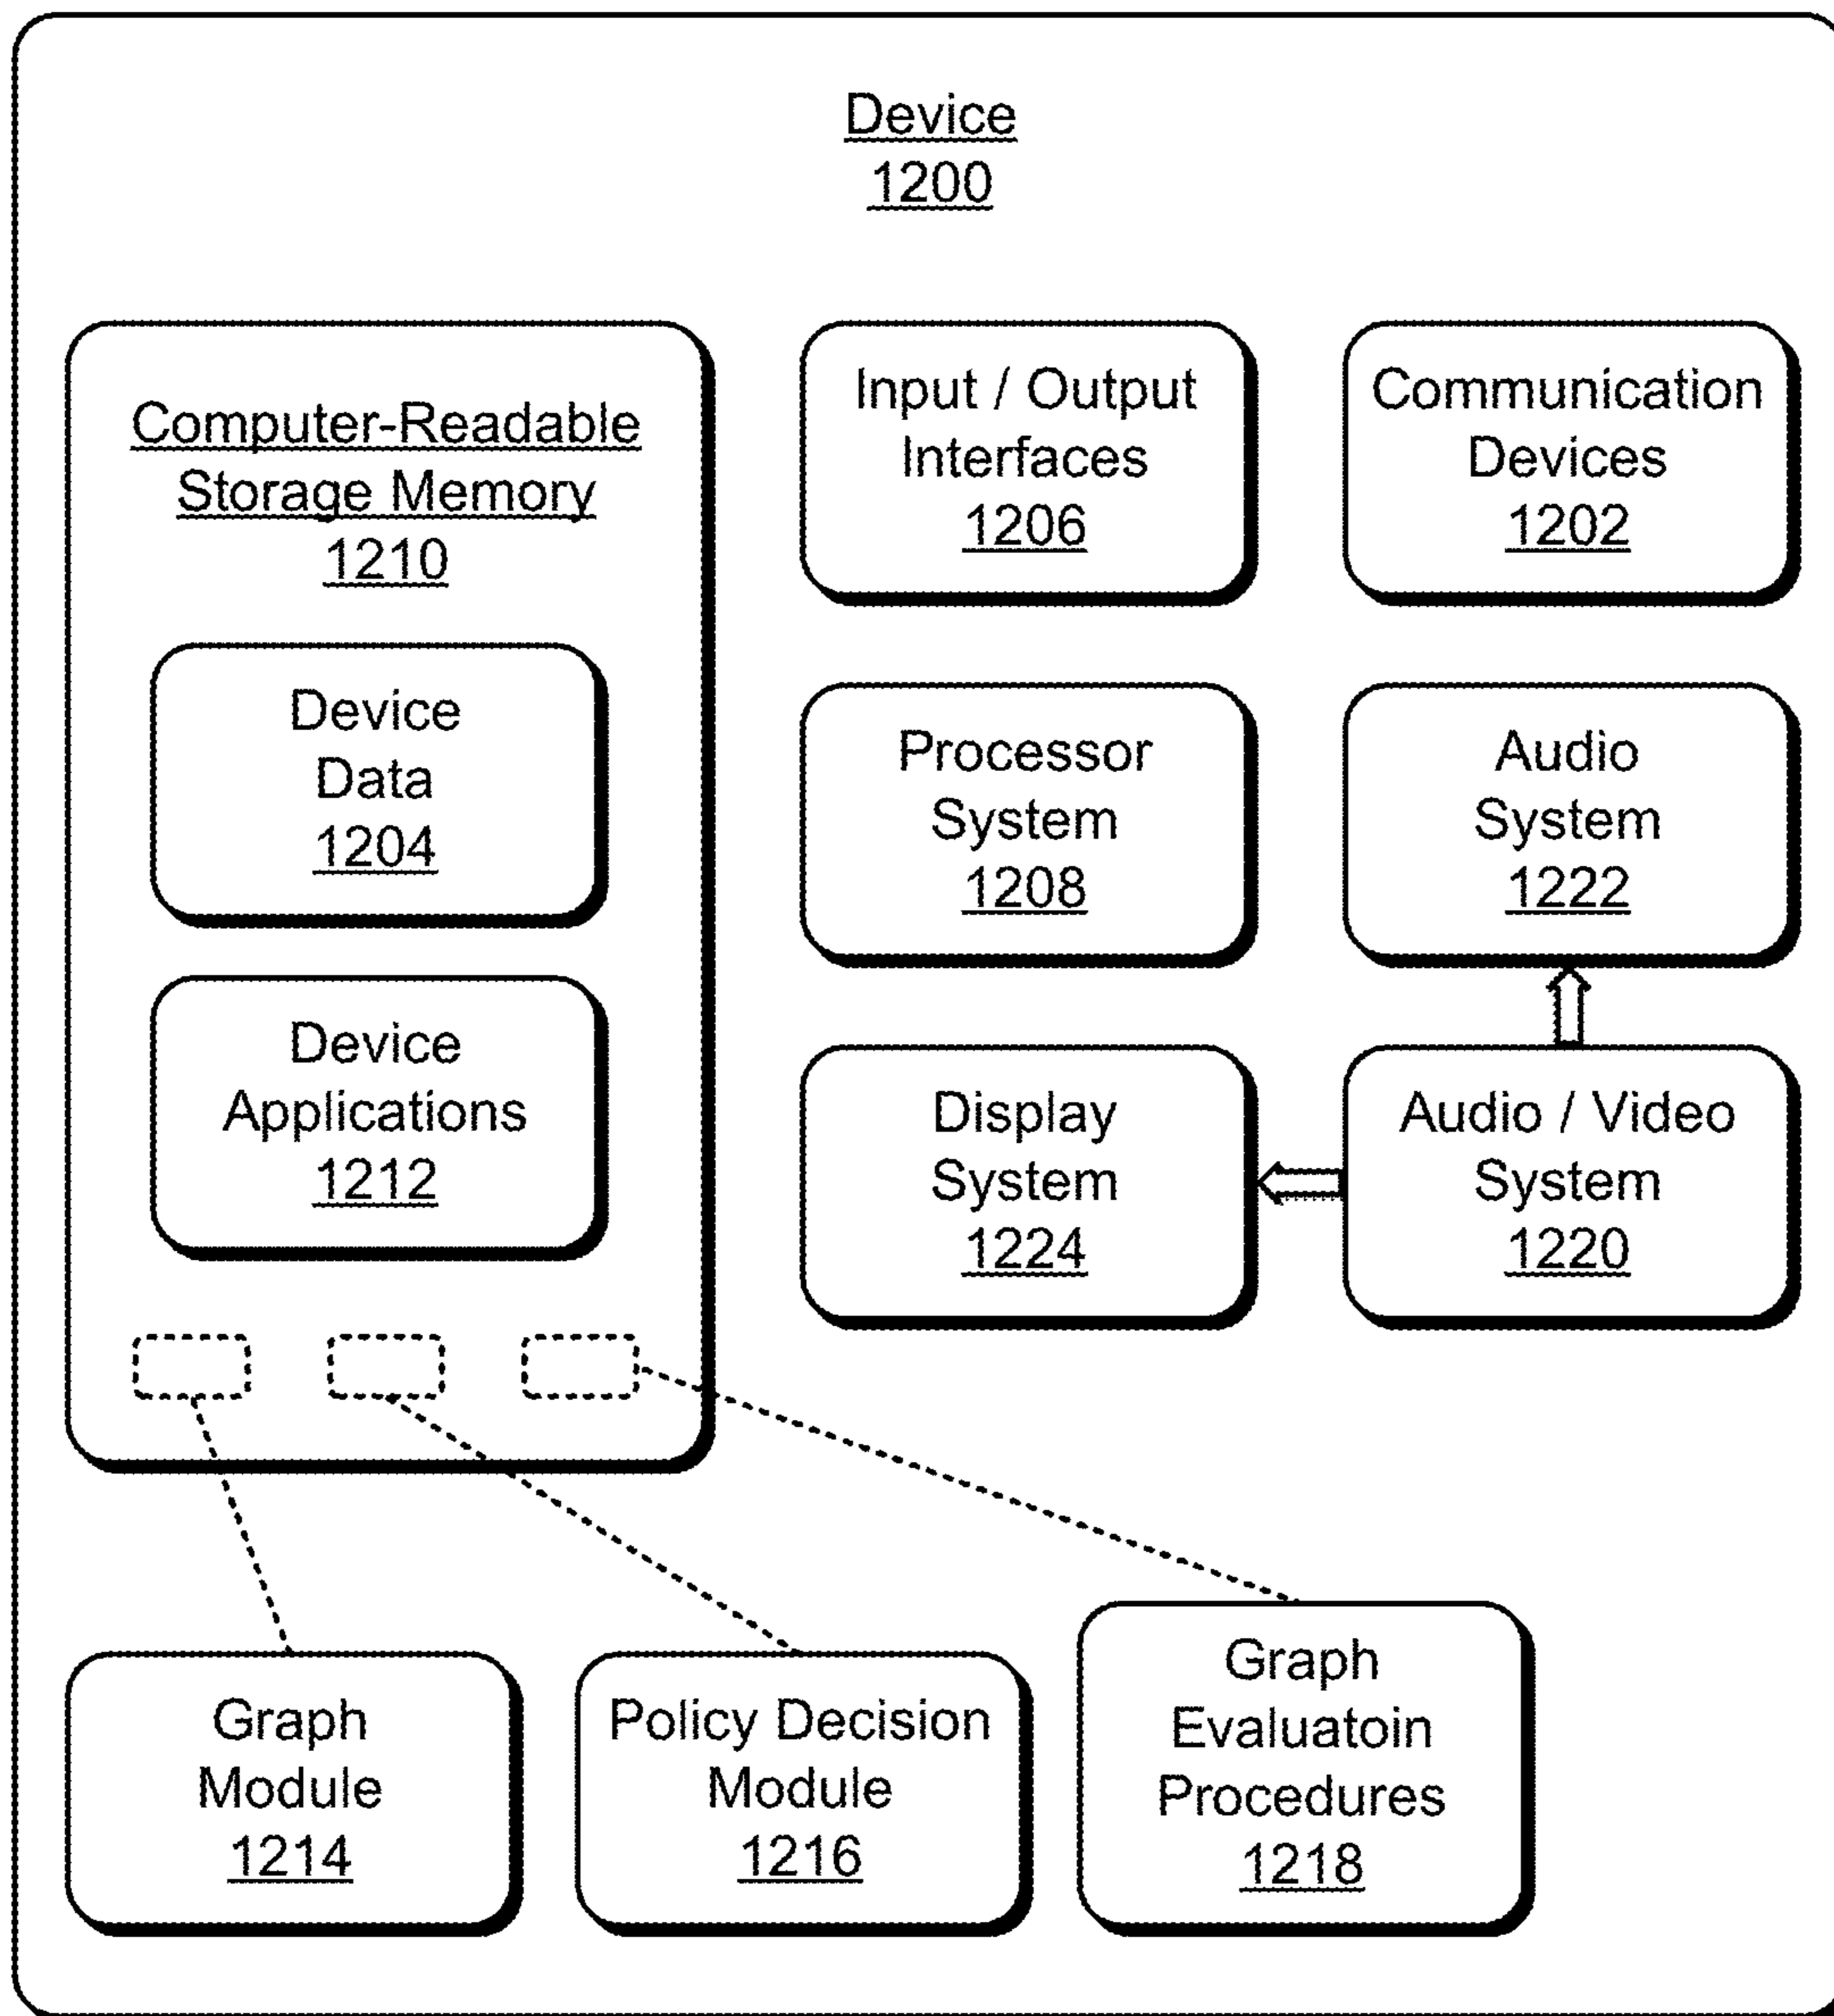 Device
1200
Computer-Readable
Storage Memory
1210
Device
Data
1204
Device
Applications
1212
Input / Output
Interfaces
1206
Communication
Devices
1202
Processor
System
1208
Audio
System
1222
Display
System
1224
Audio / Video
System
1220
Graph
Module
1214
Policy Decision
Module
1216
Graph
Evaluatoin
Procedures
1218